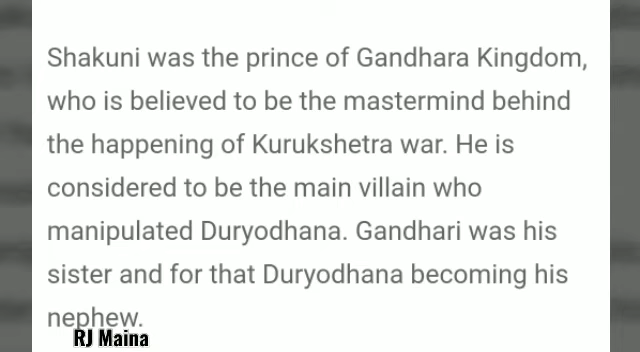 Shakuni was the prince of Gandhara Kingdom,
who is believed to be the mastermind behind
the happening of Kurukshetra war. He is
considered to be the main villain who
manipulated Duryodhana. Gandhari was his
sister and for that Duryodhana becoming his
nephew.
RJ Maina